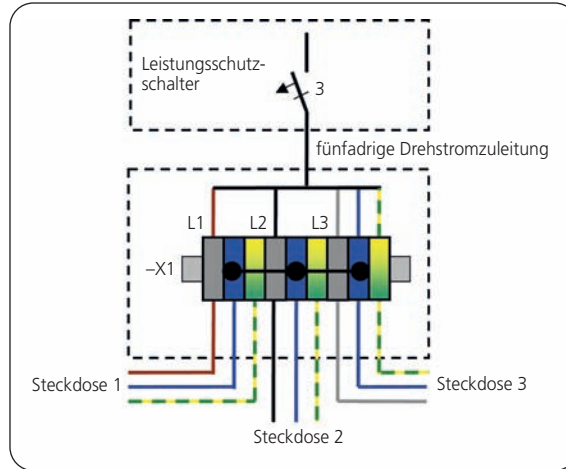 Leistungsschutz-
schalter
3
fünfadrige Drehstromzuleitung
L1
L2
L3
–X1
Steckdose 1
Steckdose 3
Steckdose 2